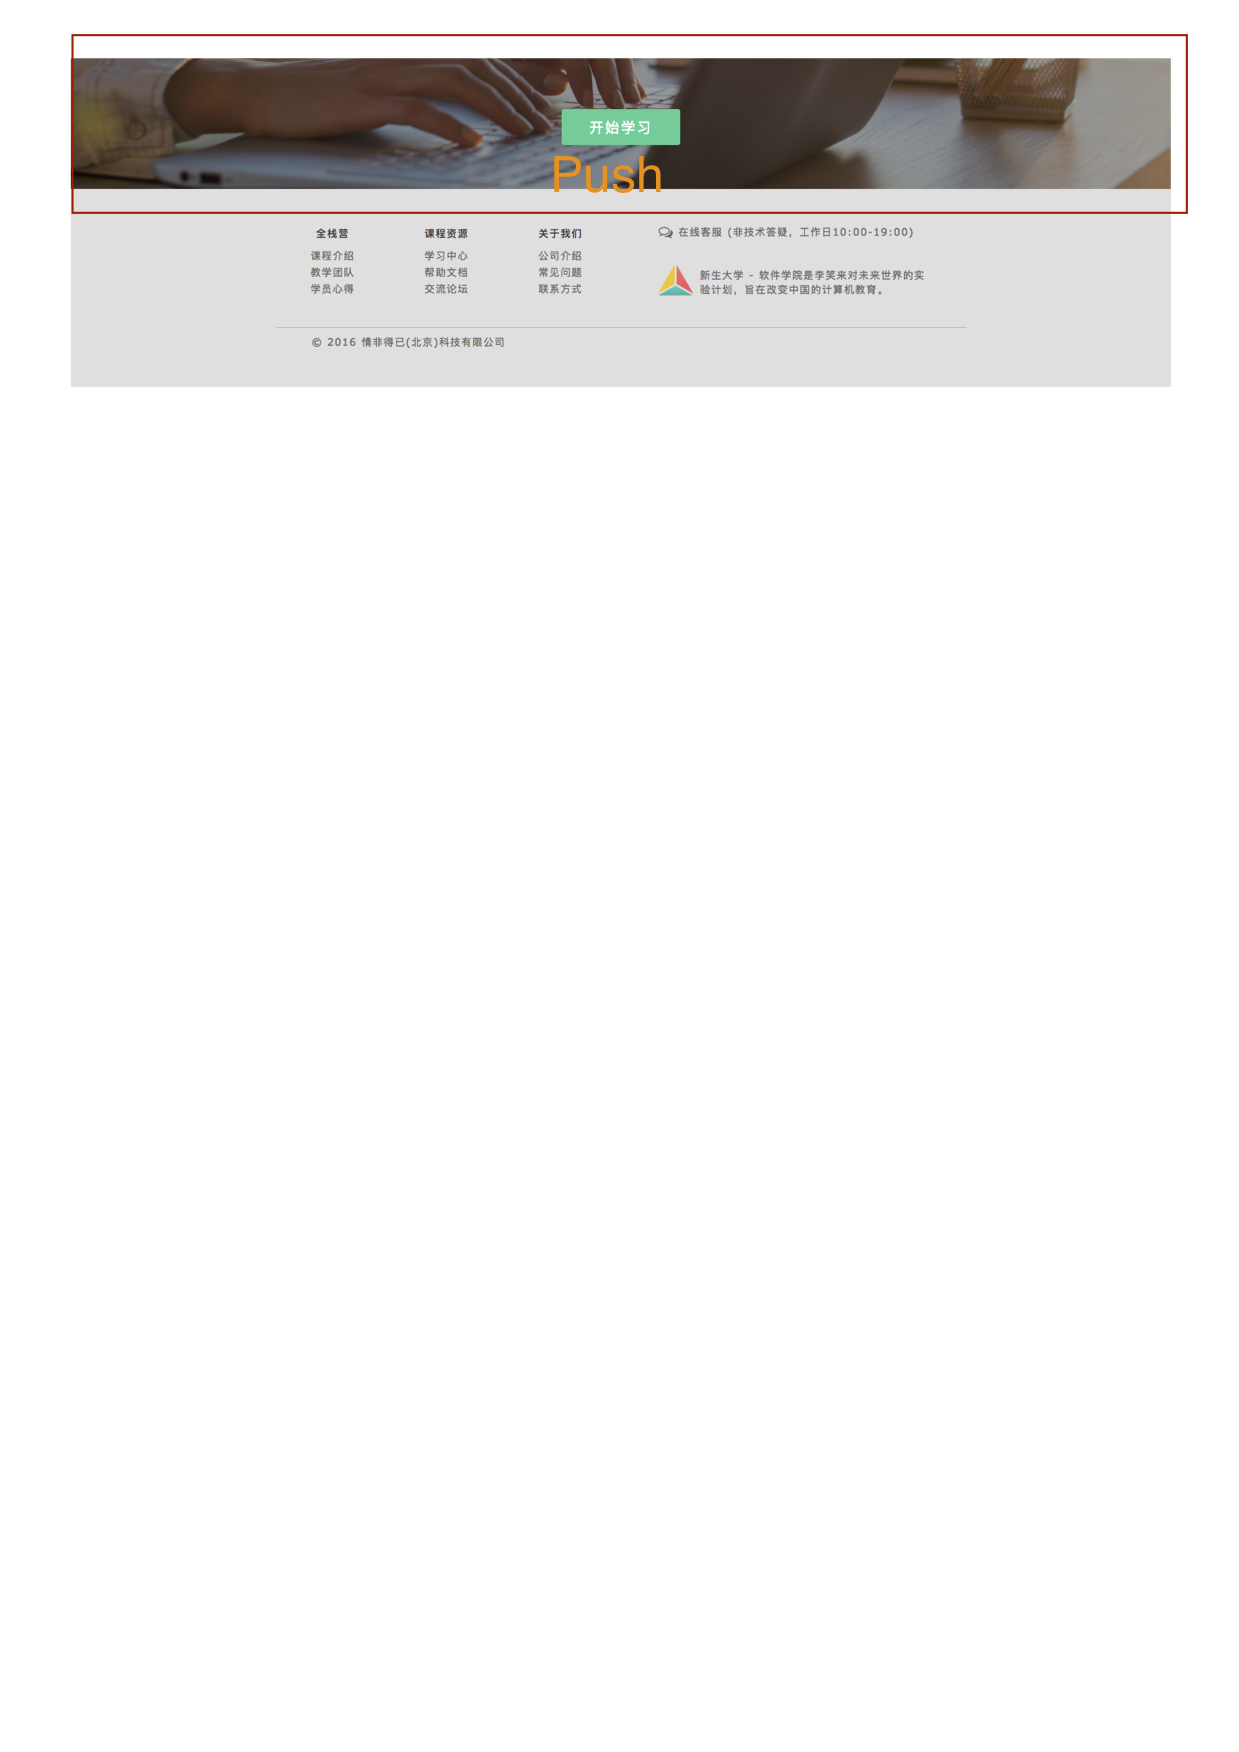 开始学习
Push
全栈营
课程介绍
教学团队
学员心得
课程资源
学习中心
帮助文档
交流论坛
关于我们
公司介绍
常见问题
联系方式
在线客服 (非技术答疑，工作日10:00-19:00)
新生大学 - 软件学院是李笑来对未来世界的实
验计划，旨在改变中国的计算机教育。
© 2016 情非得已(北京)科技有限公司